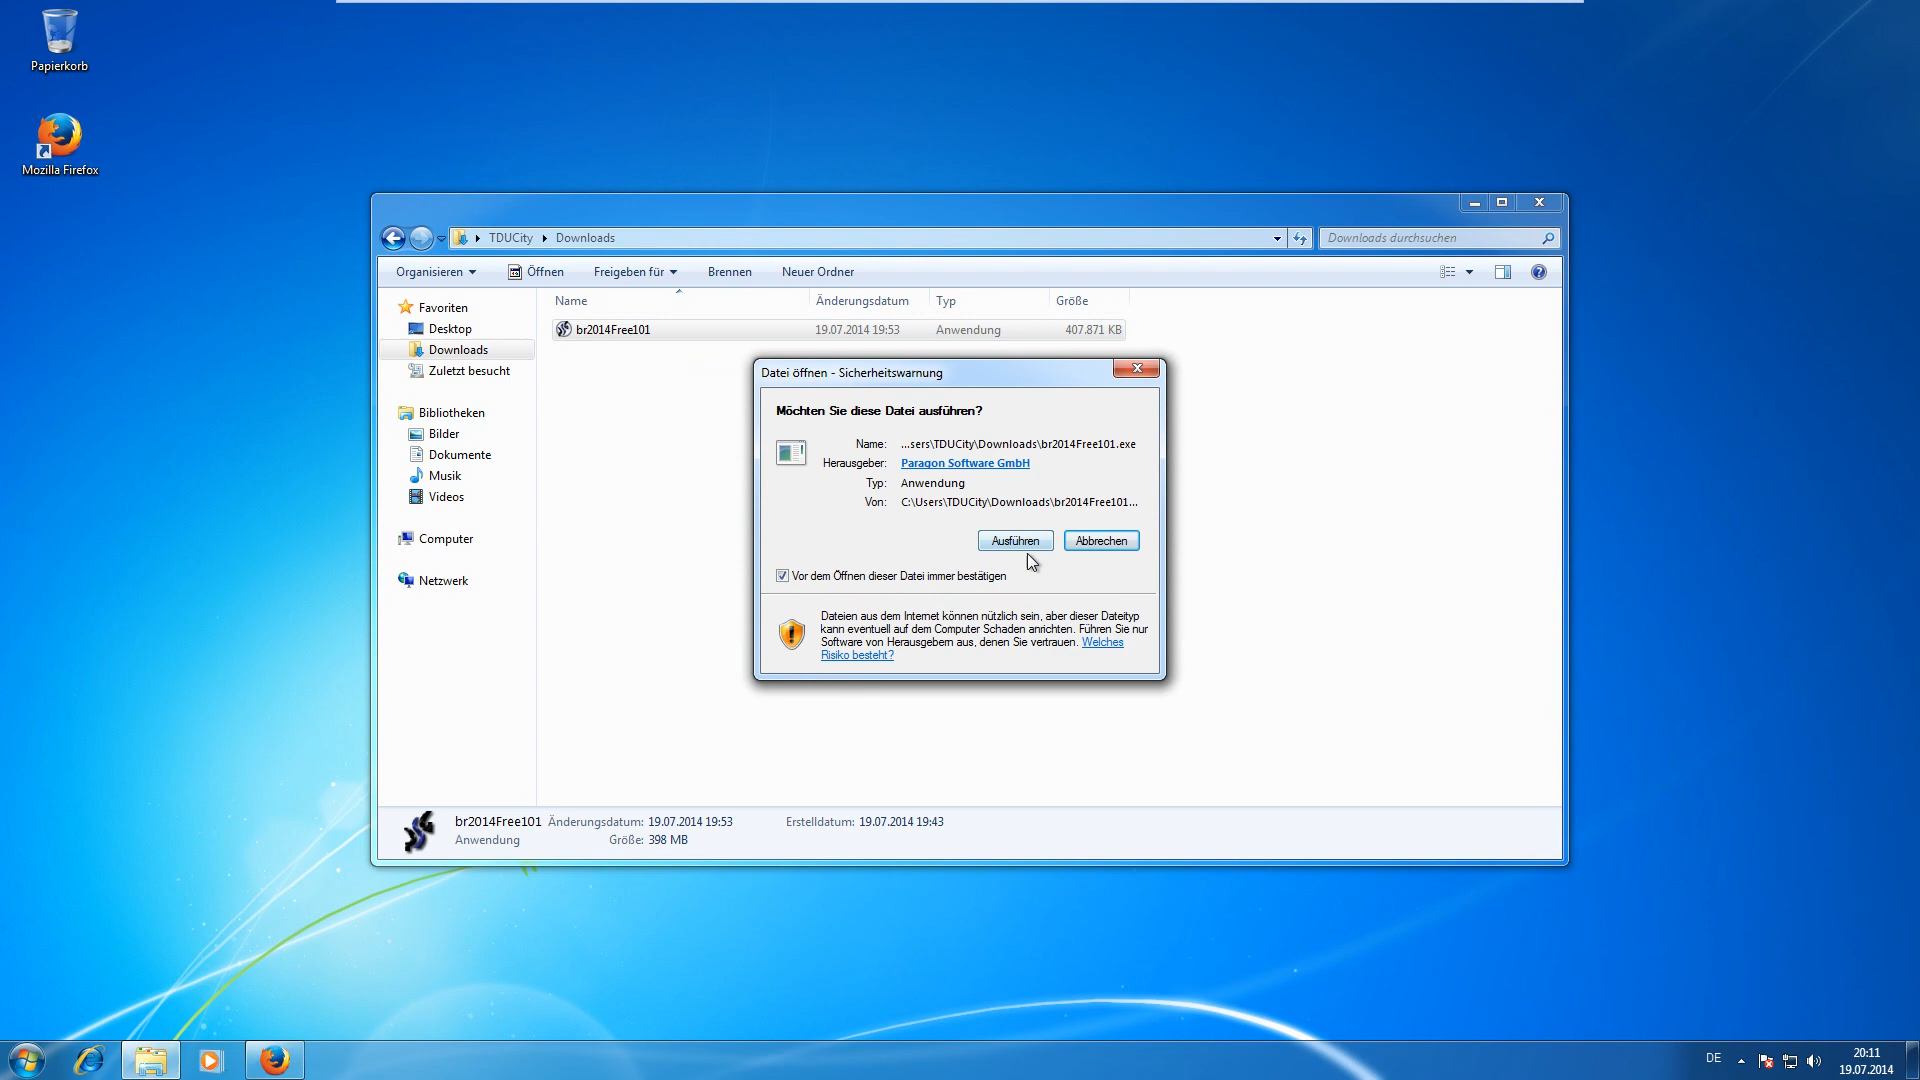 Papierkorb
Mozilla Firefox
TDUCity Downloads
Downloads durchsuchen
Organisieren Öffnen Freigeben für Brennen Neuer Ordner
Name Änderungsdatum Typ Größe
br2014Free101 19.07.2014 19:53 Anwendung 407.871 KB
Favoriten
Desktop
Downloads
Zuletzt besucht
Bibliotheken
Bilder
Dokumente
Musik
Videos
Computer
Netzwerk
Datei öffnen - Sicherheitswarnung
Möchten Sie diese Datei ausführen?
Name: ...sers\TDUCity\Downloads\br2014Free101.exe
Herausgeber: Paragon Software GmbH
Typ: Anwendung
Von: C:\Users\TDUCity\Downloads\br2014Free101...
Ausführen Abbrechen
Vor dem Öffnen dieser Datei immer bestätigen
Dateien aus dem Internet können nützlich sein, aber dieser Dateityp
kann eventuell auf dem Computer Schaden anrichten. Führen Sie nur
Software von Herausgebern aus, denen Sie vertrauen. Welches
Risiko besteht?
br2014Free101 Änderungsdatum: 19.07.2014 19:53 Erstelldatum: 19.07.2014 19:43
Anwendung Größe: 398 MB
DE
20:11
19.07.2014